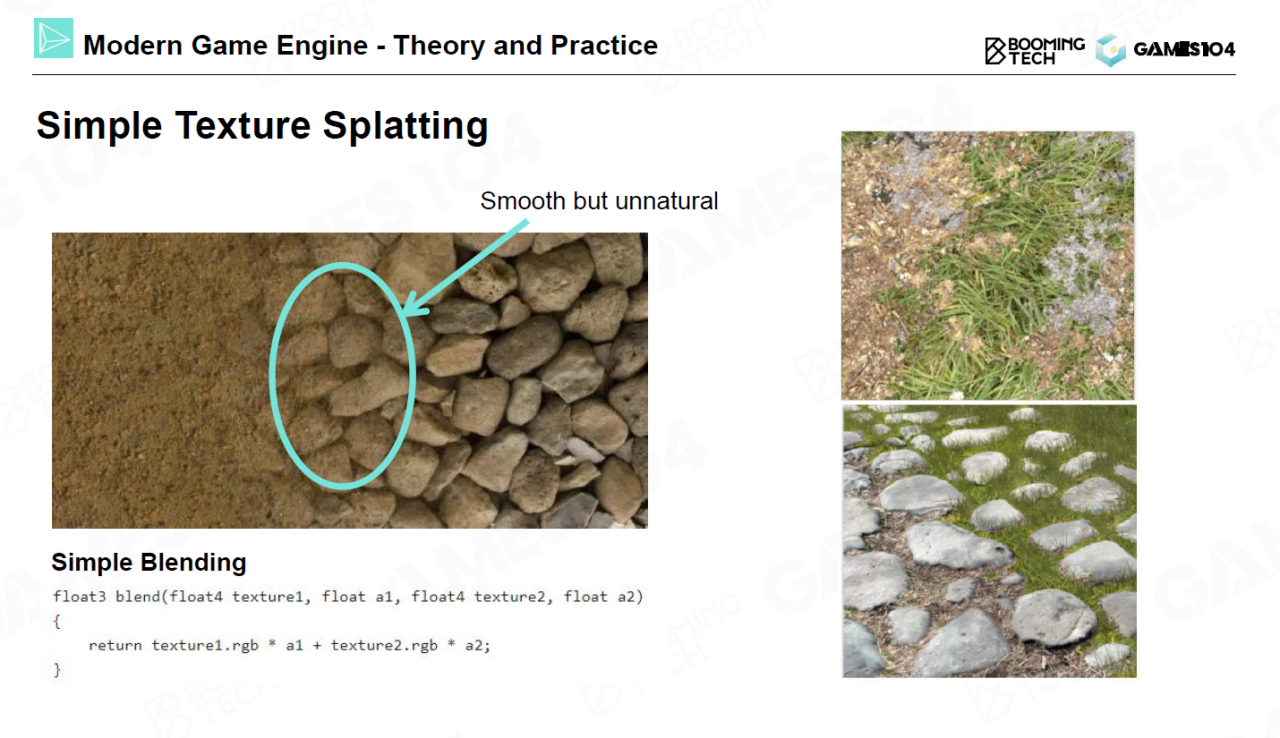 Modern Game Engine - Theory and Practice
BOOMING
TECH
GAMES104
Simple Texture Splatting
Smooth but unnatural
Simple Blending
float3 blend(float4 texture1, float a1, float4 texture2, float a2)
{
return texture1.rgb * a1 + texture2.rgb * a2;
}